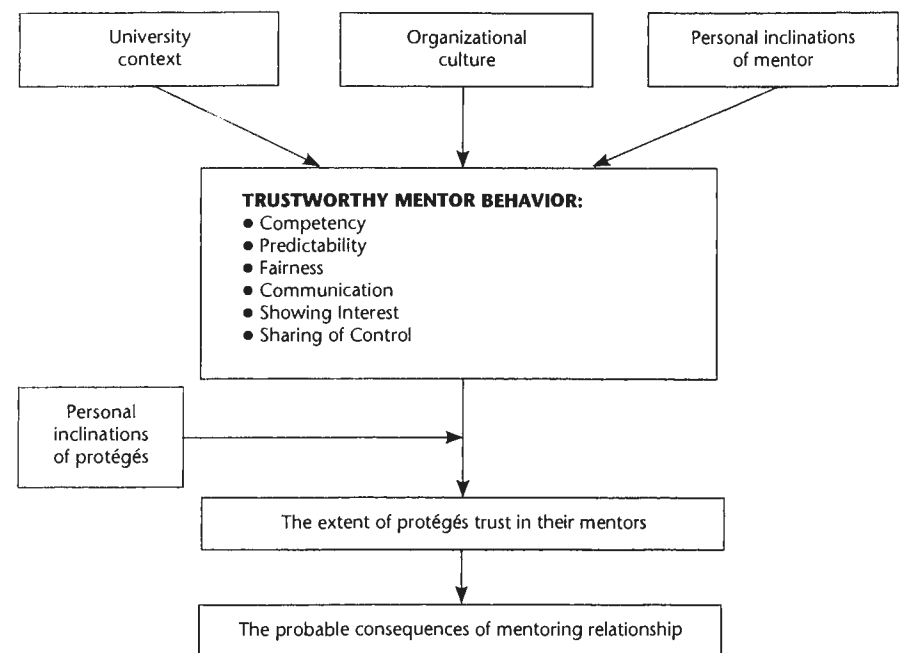 University
context
Organizational
culture
Personal inclinations
of mentor
TRUSTWORTHY MENTOR BEHAVIOR:
● Competency
● Predictability
● Fairness
● Communication
● Showing Interest
● Sharing of Control
Personal
inclinations
of protégés
The extent of protégés trust in their mentors
The probable consequences of mentoring relationship